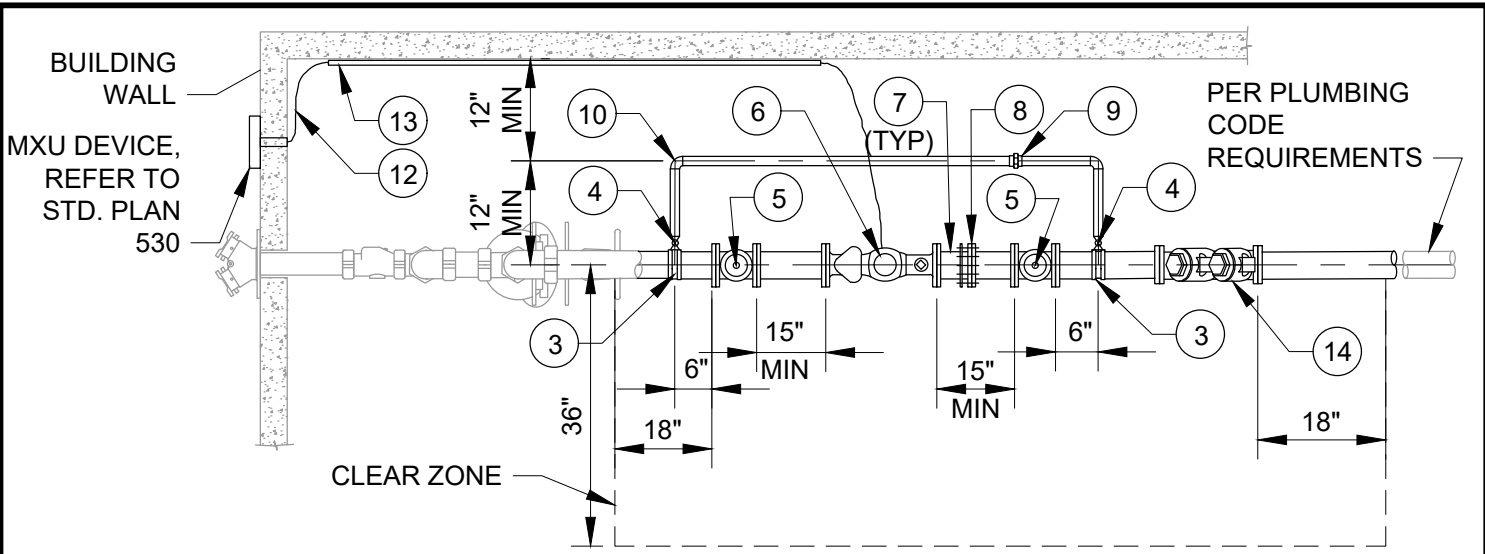 BUILDING
WALL
MXU DEVICE,
REFER TO
STD. PLAN
530
13
12
12"
MIN
12"
MIN
10
4
5
6
7
(TYP)
8
9
5
4
PER PLUMBING
CODE
REQUIREMENTS
3
6"
15"
MIN
15"
MIN
6"
3
14
36"
18"
18"
CLEAR ZONE